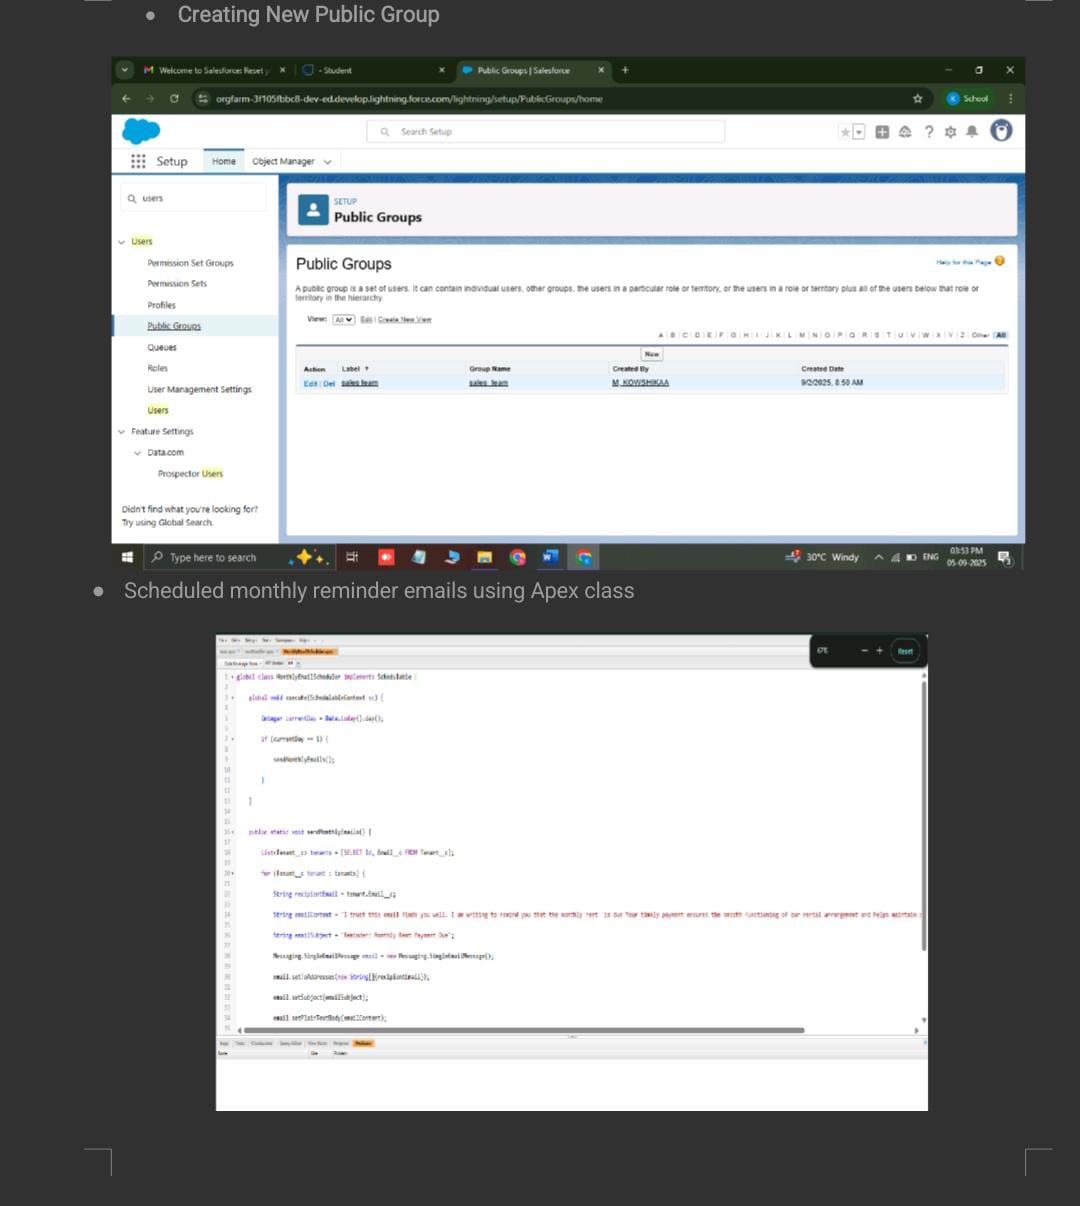 • Creating New Public Group
Welcome to Salesforce: Reset y
- Student
Public Groups | Salesforce
orgfarm-3f105fbbc8-dev-ed.develop.lightning.force.com/lightning/setup/PublicGroups/home
School
Search Setup
Setup Home Object Manager
users
Users
Permission Set Groups
Permission Sets
Profiles
Public Groups
Queues
Roles
User Management Settings
Users
Feature Settings
Data.com
Prospector Users
Didn't find what you're looking for?
Try using Global Search.
SETUP
Public Groups
Public Groups
Help for this Page
A public group is a set of users. It can contain individual users, other groups, the users in a particular role or territory, or the users in a role or territory plus all of the users below that role or
territory in the hierarchy.
View: All Edit | Create New View
A | B | C | D | E | F | G | H | I | J | K | L | M | N | O | P | Q | R | S | T | U | V | W | X | Y | Z | Other All
New
Action Label ↑ Group Name Created By Created Date
Edit | Del sales team sales_team M, KOWSHIKAA 9/2/2025, 8:50 AM
Type here to search
30°C Windy
ENG
03:53 PM
05-09-2025
• Scheduled monthly reminder emails using Apex class
67%
− + Reset
global class MonthlyEmailScheduler implements Schedulable {
global void execute(SchedulableContext sc) {
Integer currentDay = Date.today().day();
if (currentDay == 1) {
sendMonthlyEmails();
}
}
public static void sendMonthlyEmails() {
List<Tenant__c> tenants = [SELECT Id, Email__c FROM Tenant__c];
for (Tenant__c tenant : tenants) {
String recipientEmail = tenant.Email__c;
String emailContent = 'I trust this email finds you well. I am writing to remind you that the monthly rent is due Your timely payment ensures the smooth functioning of our rental arrangement and helps maintain
String emailSubject = 'Reminder: Monthly Rent Payment Due';
Messaging.SingleEmailMessage email = new Messaging.SingleEmailMessage();
email.setToAddresses(new String[]{recipientEmail});
email.setSubject(emailSubject);
email.setPlainTextBody(emailContent);